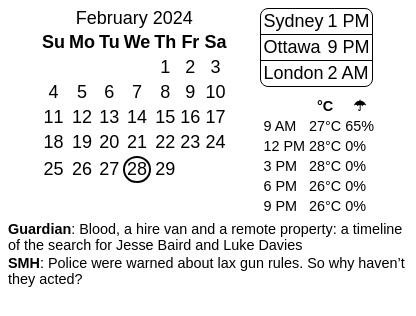 February 2024
Su Mo Tu We Th Fr Sa
1 2 3
4 5 6 7 8 9 10
11 12 13 14 15 16 17
18 19 20 21 22 23 24
25 26 27 28 29
Sydney 1 PM
Ottawa 9 PM
London 2 AM
°C ☂
9 AM 27°C 65%
12 PM 28°C 0%
3 PM 28°C 0%
6 PM 26°C 0%
9 PM 26°C 0%
Guardian: Blood, a hire van and a remote property: a timeline
of the search for Jesse Baird and Luke Davies
SMH: Police were warned about lax gun rules. So why haven’t
they acted?